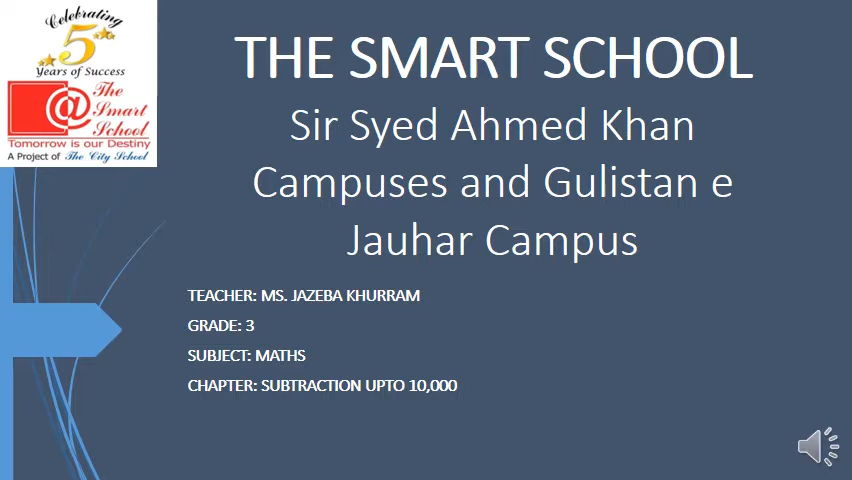 Celebrating
5
Years of Success
@ The
Smart
School
Tomorrow is our Destiny
A Project of The City School
THE SMART SCHOOL
Sir Syed Ahmed Khan
Campuses and Gulistan e
Jauhar Campus
TEACHER: MS. JAZEBA KHURRAM
GRADE: 3
SUBJECT: MATHS
CHAPTER: SUBTRACTION UPTO 10,000